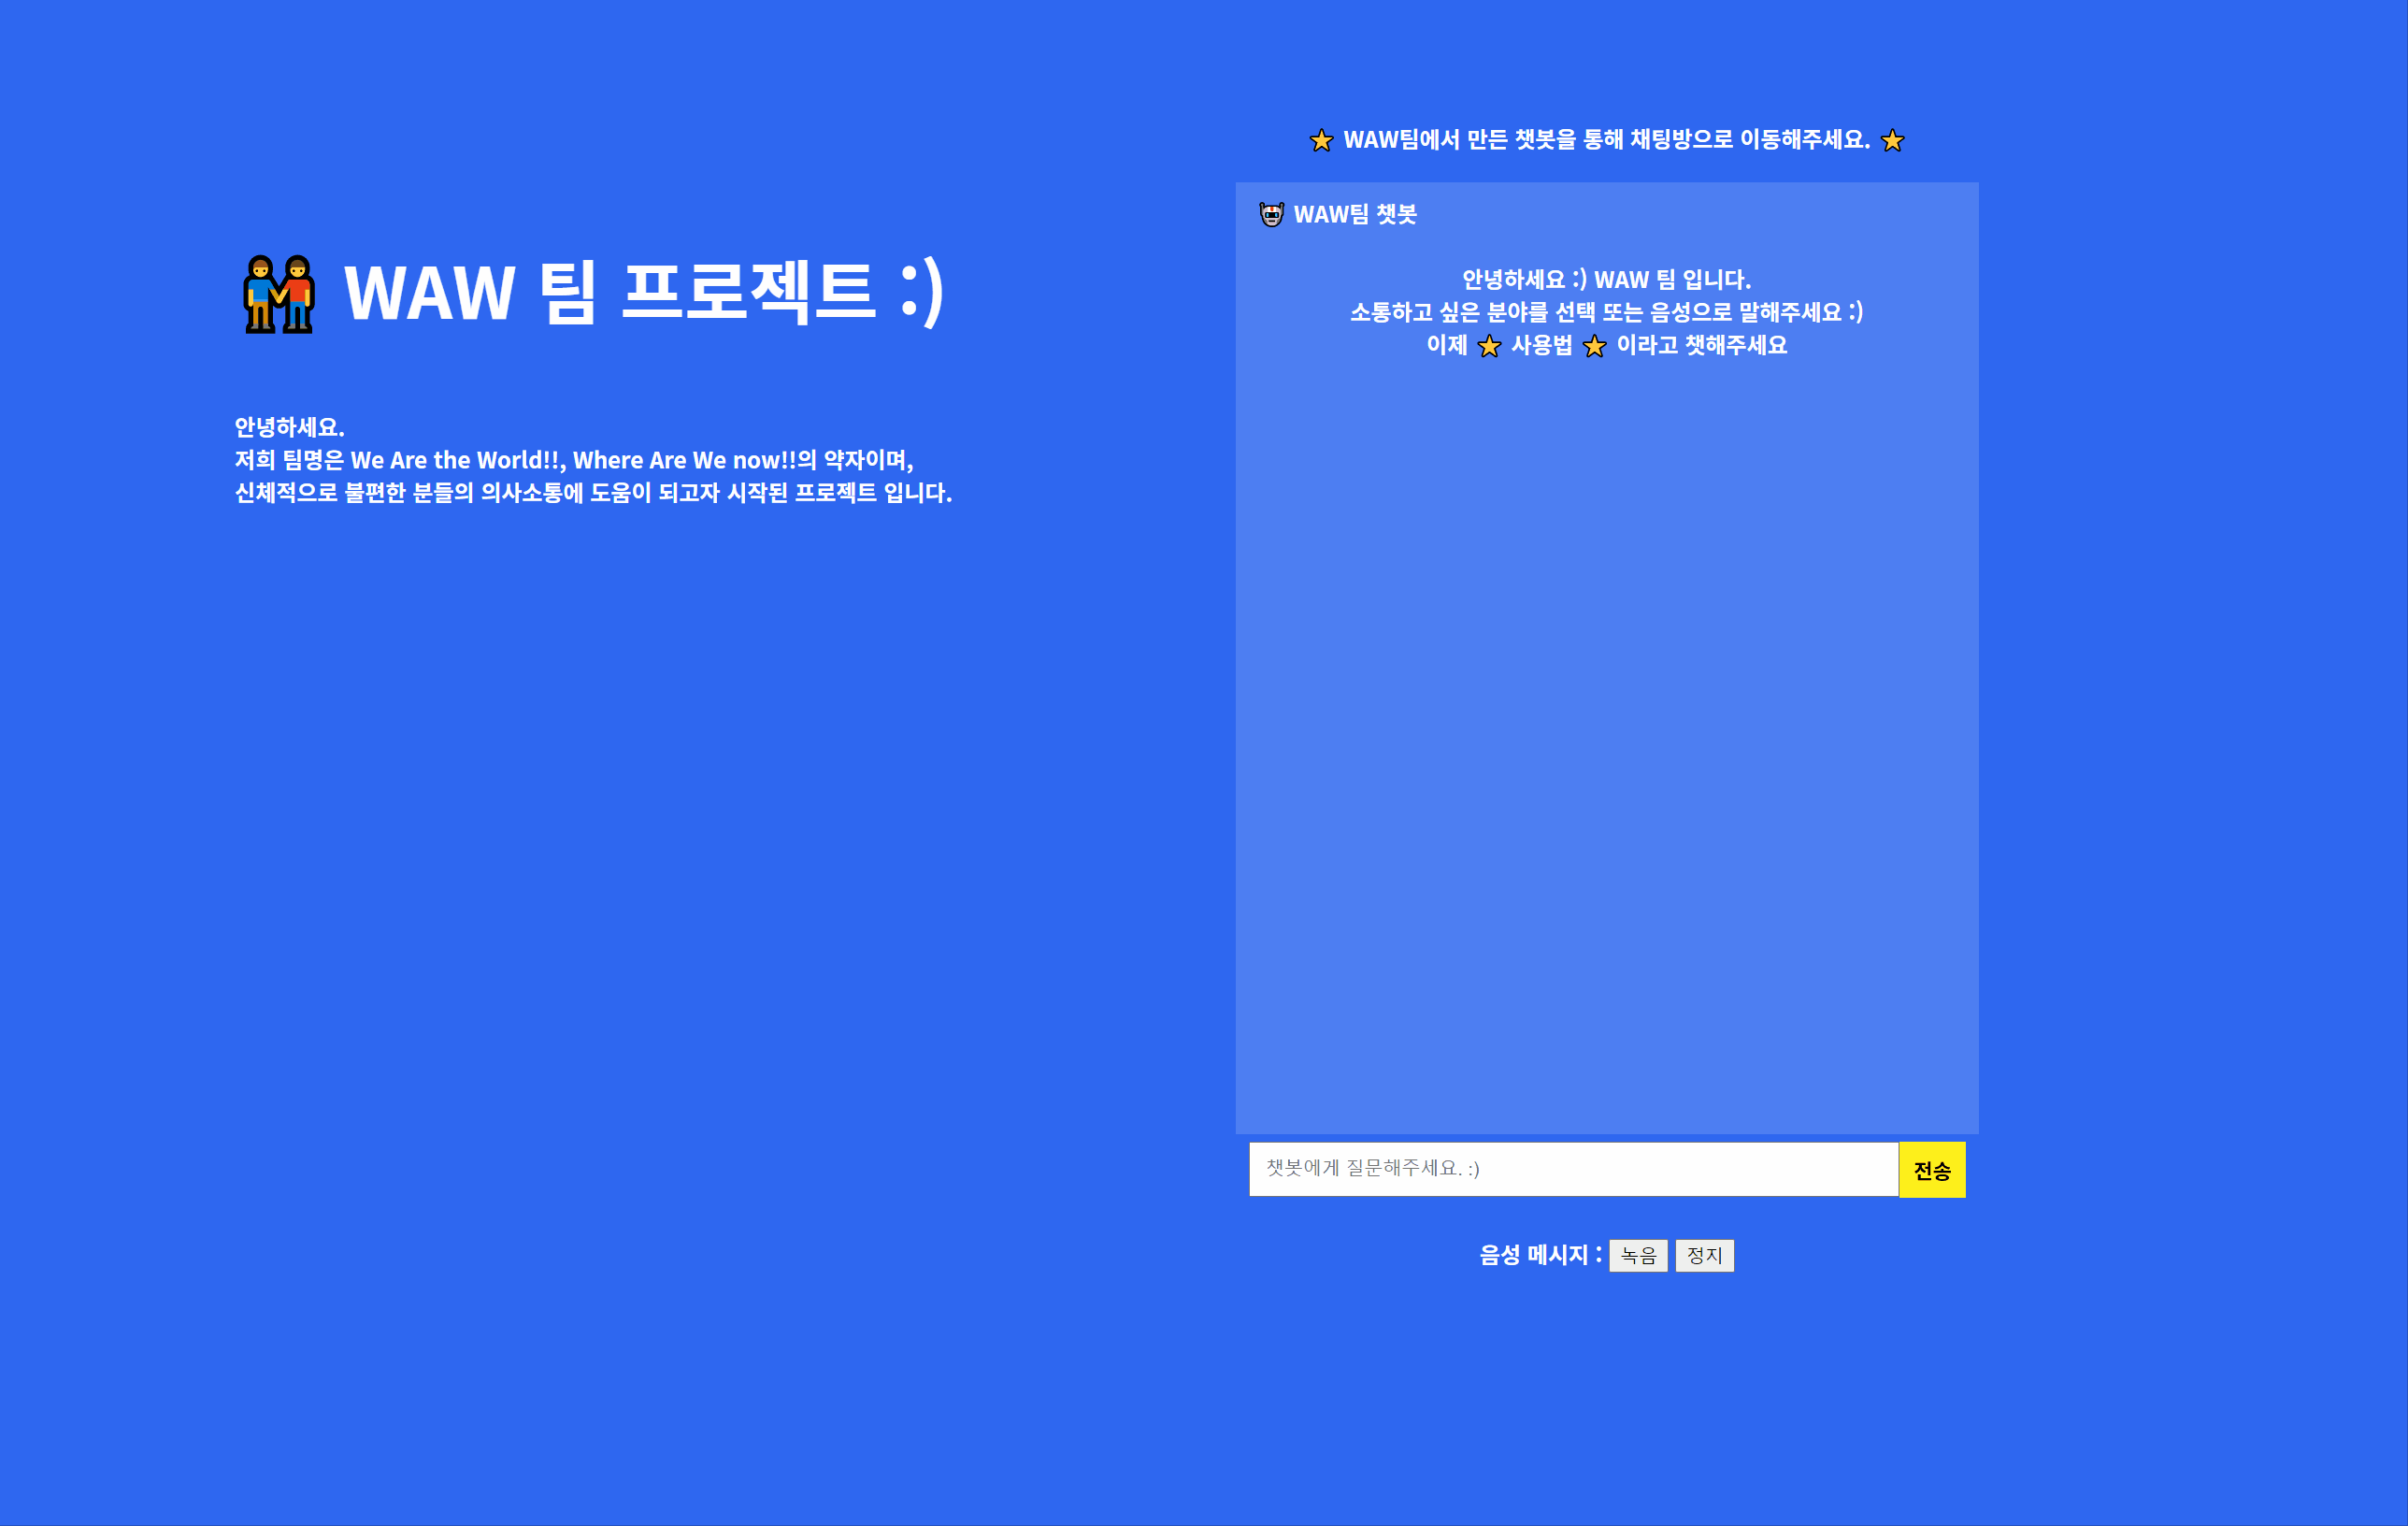 WAW 팀 프로젝트 :)
안녕하세요.
저희 팀명은 We Are the World!!, Where Are We now!!의 약자이며,
신체적으로 불편한 분들의 의사소통에 도움이 되고자 시작된 프로젝트 입니다.
⭐ WAW팀에서 만든 챗봇을 통해 채팅방으로 이동해주세요. ⭐
WAW팀 챗봇
안녕하세요 :) WAW 팀 입니다.
소통하고 싶은 분야를 선택 또는 음성으로 말해주세요 :)
이제 ⭐ 사용법 ⭐ 이라고 챗해주세요
챗봇에게 질문해주세요. :)
전송
음성 메시지 : 녹음 정지